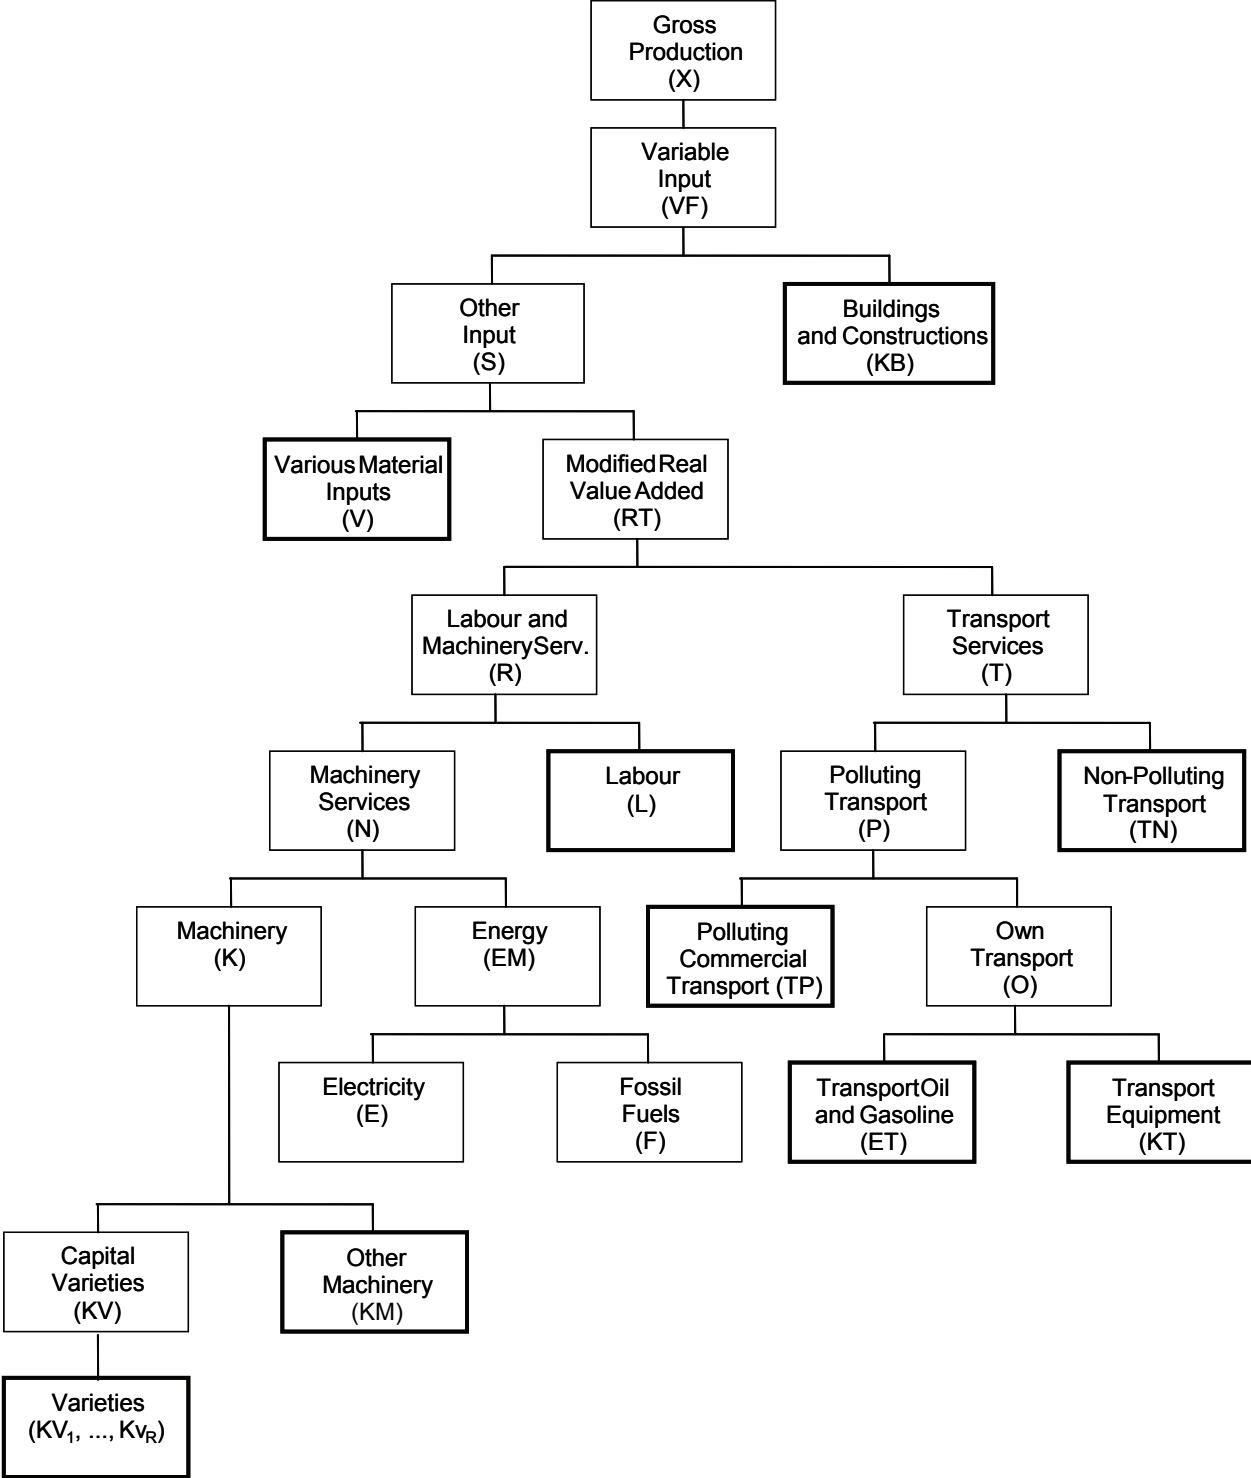 Gross
Production
(X)
Variable
Input
(VF)
Other
Input
(S)
Buildings
and Constructions
(KB)
Various Material
Inputs
(V)
Modified Real
Value Added
(RT)
Labour and
Machinery Serv.
(R)
Transport
Services
(T)
Machinery
Services
(N)
Labour
(L)
Polluting
Transport
(P)
Non-Polluting
Transport
(TN)
Machinery
(K)
Energy
(EM)
Polluting
Commercial
Transport (TP)
Own
Transport
(O)
Electricity
(E)
Fossil
Fuels
(F)
Transport Oil
and Gasoline
(ET)
Transport
Equipment
(KT)
Capital
Varieties
(KV)
Other
Machinery
(KM)
Varieties
(KV1, ..., KvR)